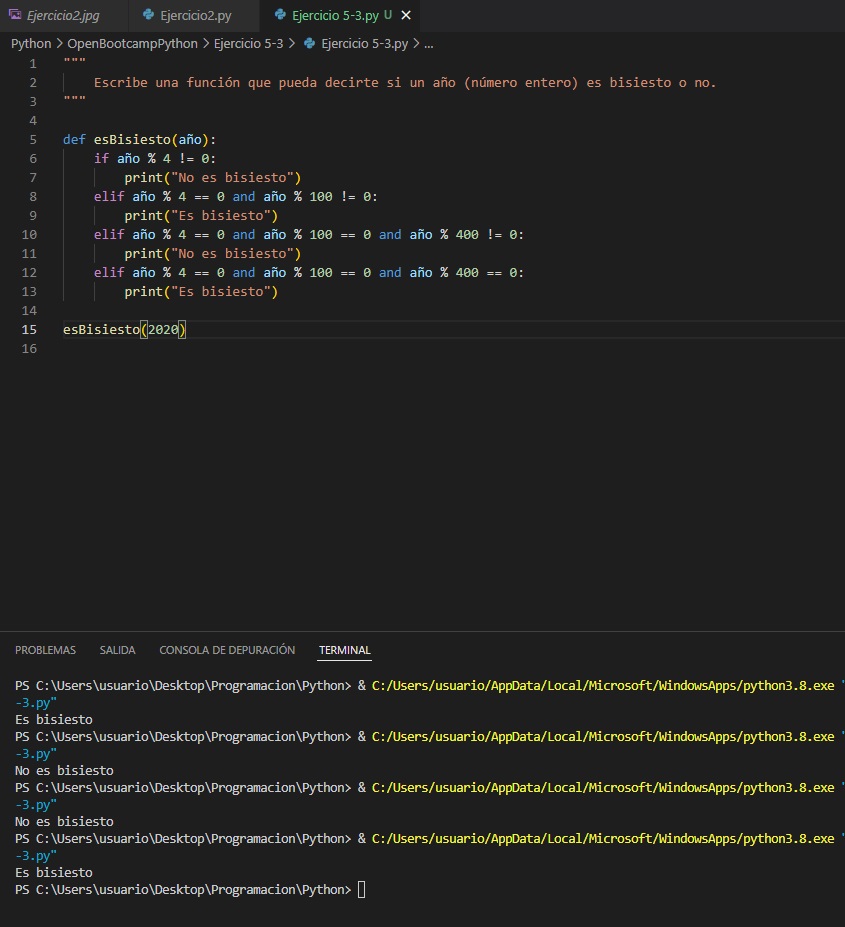 Ejercicio2.jpg Ejercicio2.py Ejercicio 5-3.py U
Python > OpenBootcampPython > Ejercicio 5-3 > Ejercicio 5-3.py > ...
1 """
2     Escribe una función que pueda decirte si un año (número entero) es bisiesto o no.
3 """
4
5 def esBisiesto(año):
6     if año % 4 != 0:
7         print("No es bisiesto")
8     elif año % 4 == 0 and año % 100 != 0:
9         print("Es bisiesto")
10     elif año % 4 == 0 and año % 100 == 0 and año % 400 != 0:
11         print("No es bisiesto")
12     elif año % 4 == 0 and año % 100 == 0 and año % 400 == 0:
13         print("Es bisiesto")
14
15 esBisiesto(2020)
16
PROBLEMAS SALIDA CONSOLA DE DEPURACIÓN TERMINAL
PS C:\Users\usuario\Desktop\Programacion\Python> & C:/Users/usuario/AppData/Local/Microsoft/WindowsApps/python3.8.exe "
-3.py"
Es bisiesto
PS C:\Users\usuario\Desktop\Programacion\Python> & C:/Users/usuario/AppData/Local/Microsoft/WindowsApps/python3.8.exe "
-3.py"
No es bisiesto
PS C:\Users\usuario\Desktop\Programacion\Python> & C:/Users/usuario/AppData/Local/Microsoft/WindowsApps/python3.8.exe "
-3.py"
No es bisiesto
PS C:\Users\usuario\Desktop\Programacion\Python> & C:/Users/usuario/AppData/Local/Microsoft/WindowsApps/python3.8.exe "
-3.py"
Es bisiesto
PS C:\Users\usuario\Desktop\Programacion\Python>